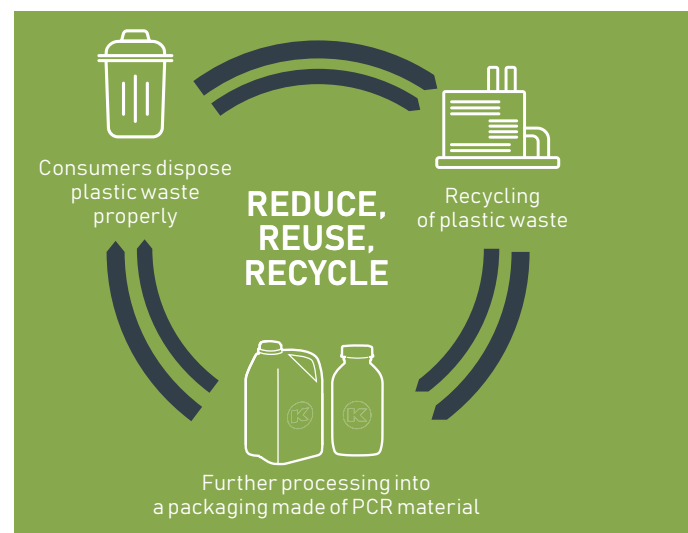 Consumers dispose
plastic waste
properly
REDUCE,
REUSE,
RECYCLE
Recycling
of plastic waste
K
K
Further processing into
a packaging made of PCR material